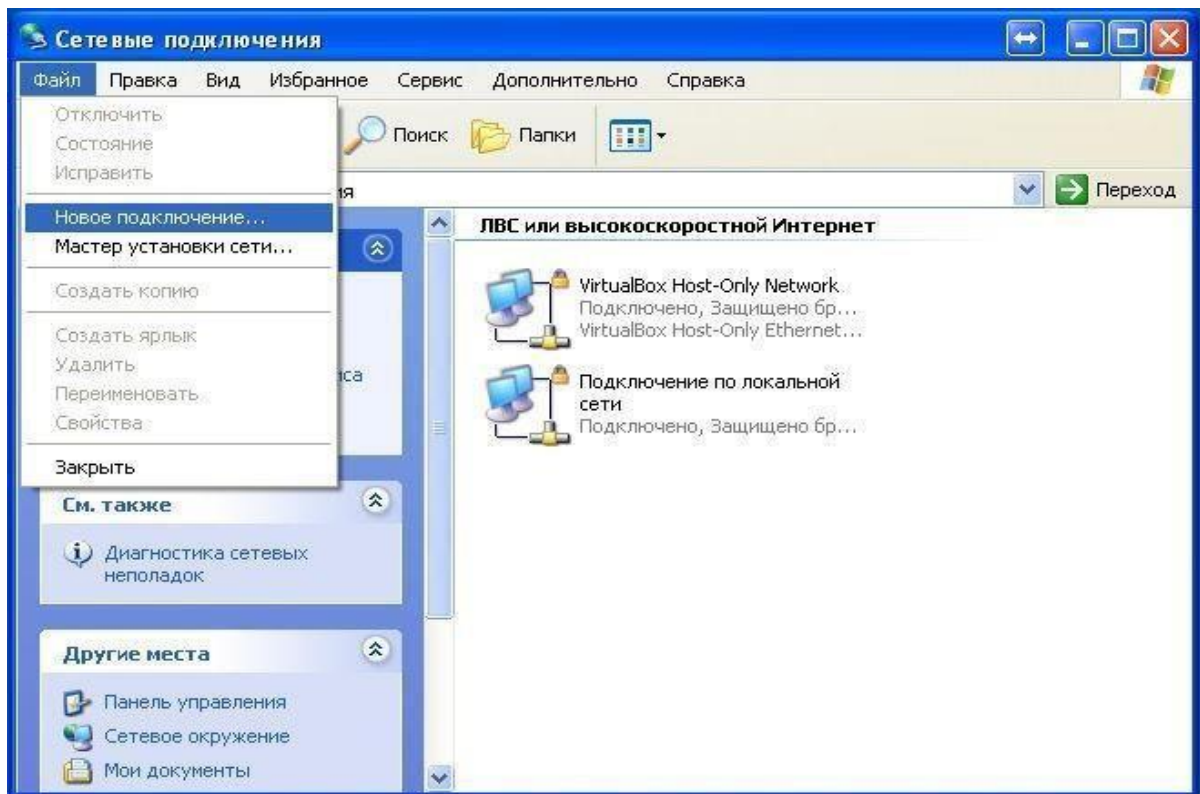 Сетевые подключения
Файл Правка Вид Избранное Сервис Дополнительно Справка
Отключить
Состояние
Исправить
Новое подключение...
Мастер установки сети...
Создать копию
Создать ярлык
Удалить
Переименовать
Свойства
Закрыть
Поиск Папки
Переход
ЛВС или высокоскоростной Интернет
VirtualBox Host-Only Network
Подключено, Защищено бр...
VirtualBox Host-Only Ethernet...
Подключение по локальной
сети
Подключено, Защищено бр...
См. также
Диагностика сетевых
неполадок
Другие места
Панель управления
Сетевое окружение
Мои документы